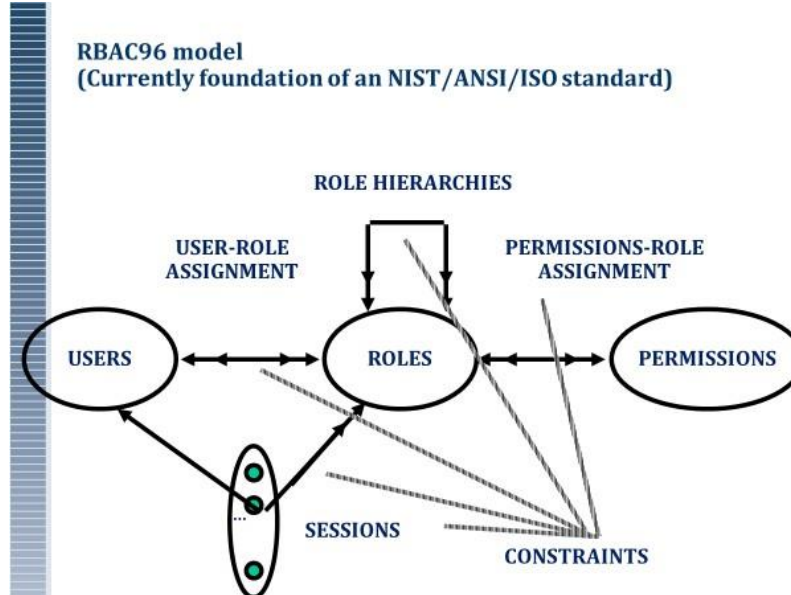 RBAC96 model
(Currently foundation of an NIST/ANSI/ISO standard)
ROLE HIERARCHIES
USER-ROLE
ASSIGNMENT
PERMISSIONS-ROLE
ASSIGNMENT
USERS
ROLES
PERMISSIONS
...
SESSIONS
CONSTRAINTS